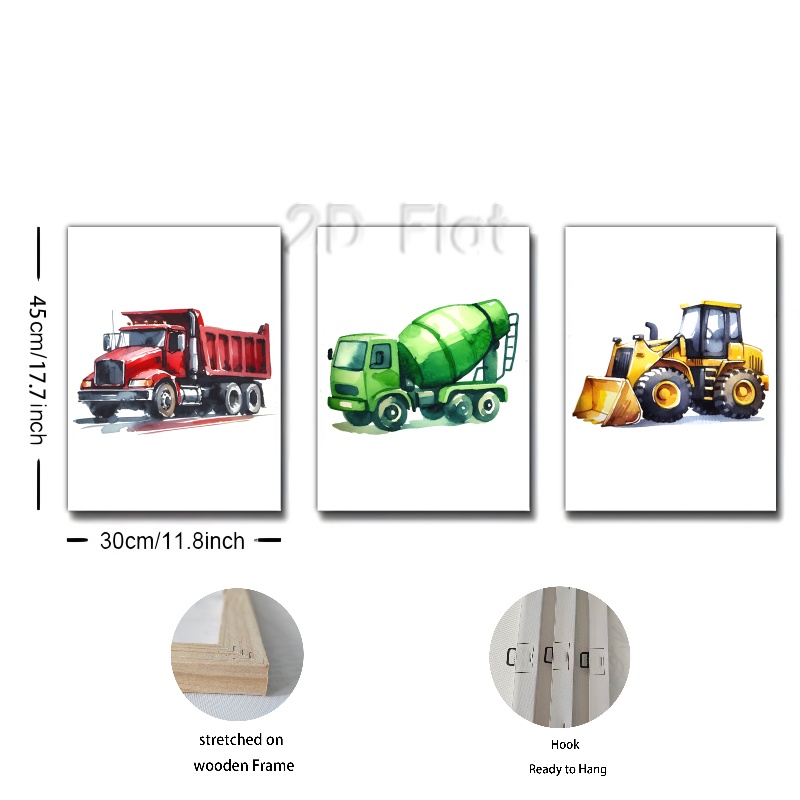 2D Flat
45cm/17.7inch
30cm/11.8inch
stretched on
wooden Frame
Hook
Ready to Hang